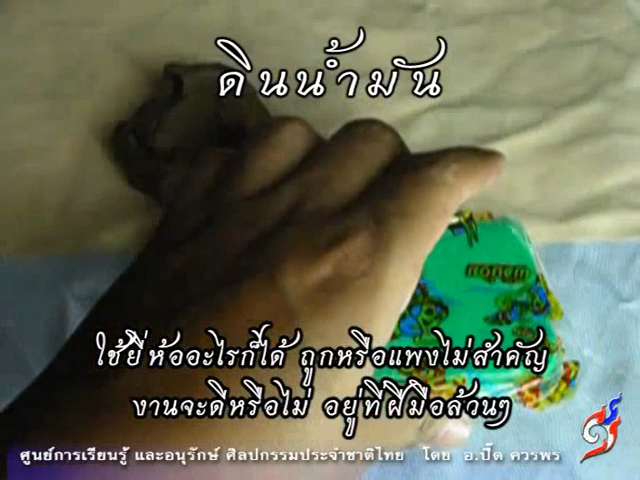 ดินน้ำมัน
ใช้ยี่ห้ออะไรก็ได้ ถูกหรือแพงไม่สำคัญ
งานจะดีหรือไม่ อยู่ที่ฝีมือล้วนๆ
ศูนย์การเรียนรู้ และอนุรักษ์ ศิลปกรรมประจำชาติไทย โดย อ.ปี๊ด ควรพร